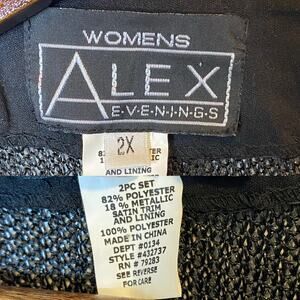 WOMENS
ALEX
E·V·E·N·I·N·G·S
2X
AND LINING
2PC SET
82% POLYESTER
18 % METALLIC
SATIN TRIM
AND LINING
100% POLYESTER
MADE IN CHINA
DEPT #0134
STYLE #432737
RN # 79283
SEE REVERSE
FOR CARE